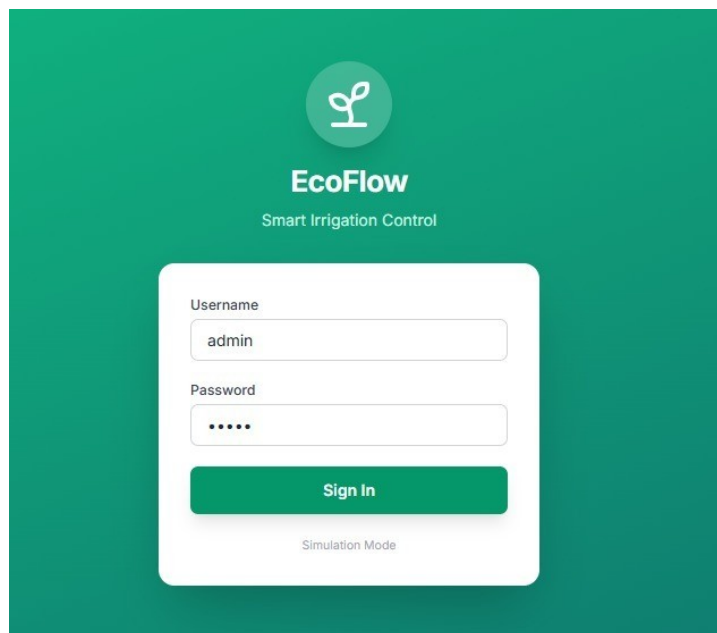 EcoFlow
Smart Irrigation Control
Username
admin
Password
•••••
Sign In
Simulation Mode